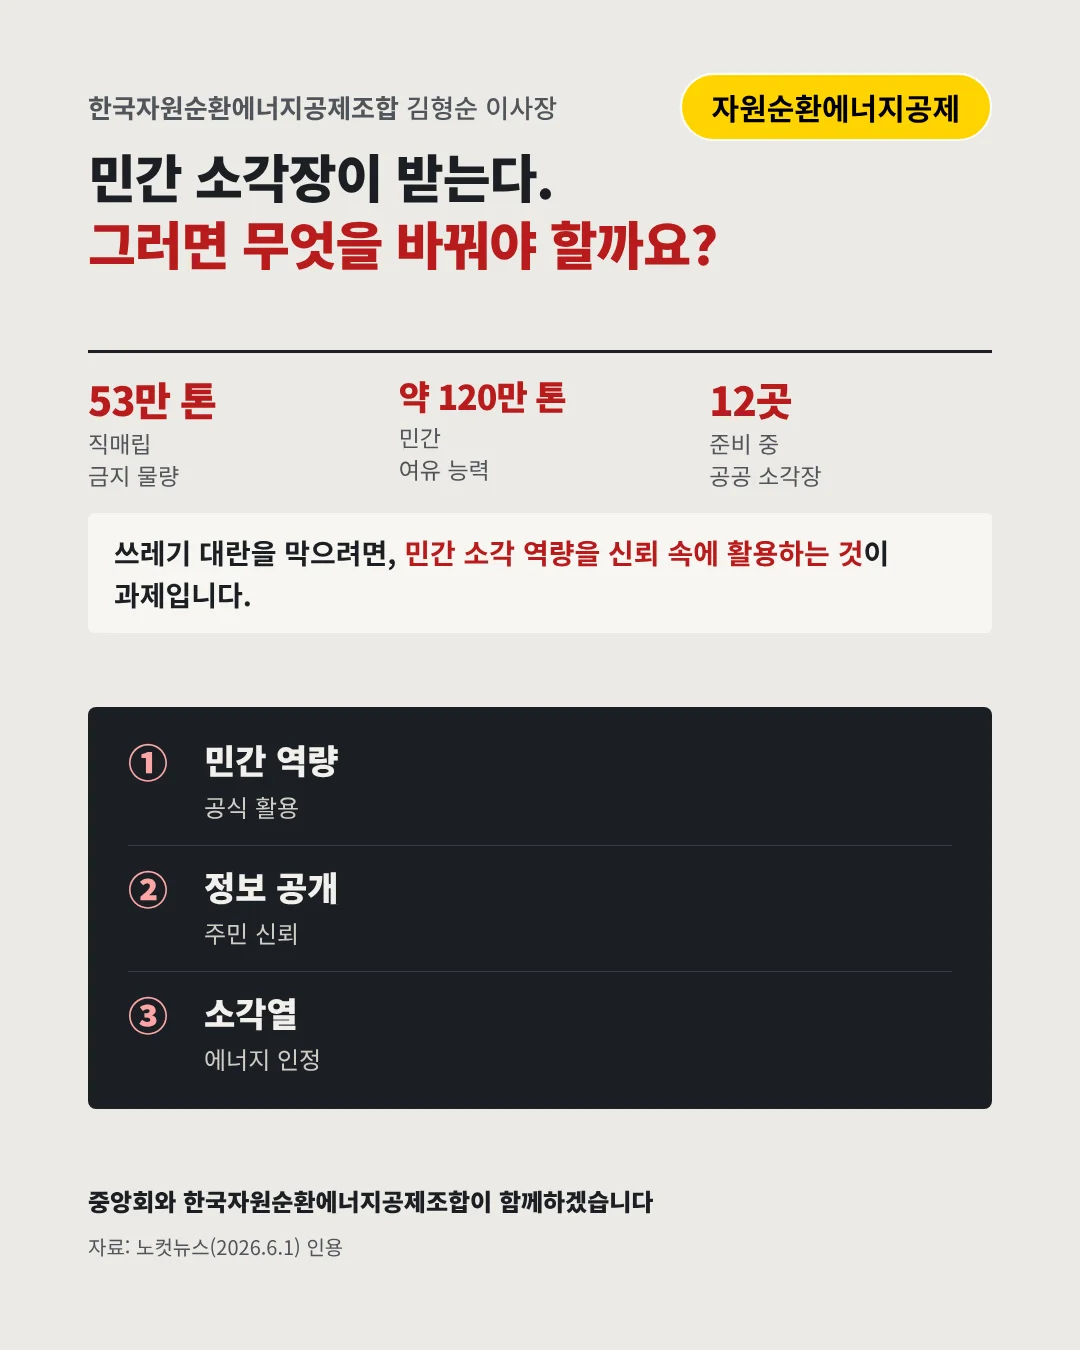 한국자원순환에너지공제조합 김형순 이사장
자원순환에너지공제
민간 소각장이 받는다.
그러면 무엇을 바꿔야 할까요?
53만 톤
직매립
금지 물량
약 120만 톤
민간
여유 능력
12곳
준비 중
공공 소각장
쓰레기 대란을 막으려면, 민간 소각 역량을 신뢰 속에 활용하는 것이
과제입니다.
① 민간 역량
공식 활용
② 정보 공개
주민 신뢰
③ 소각열
에너지 인정
중앙회와 한국자원순환에너지공제조합이 함께하겠습니다
자료: 노컷뉴스(2026.6.1) 인용